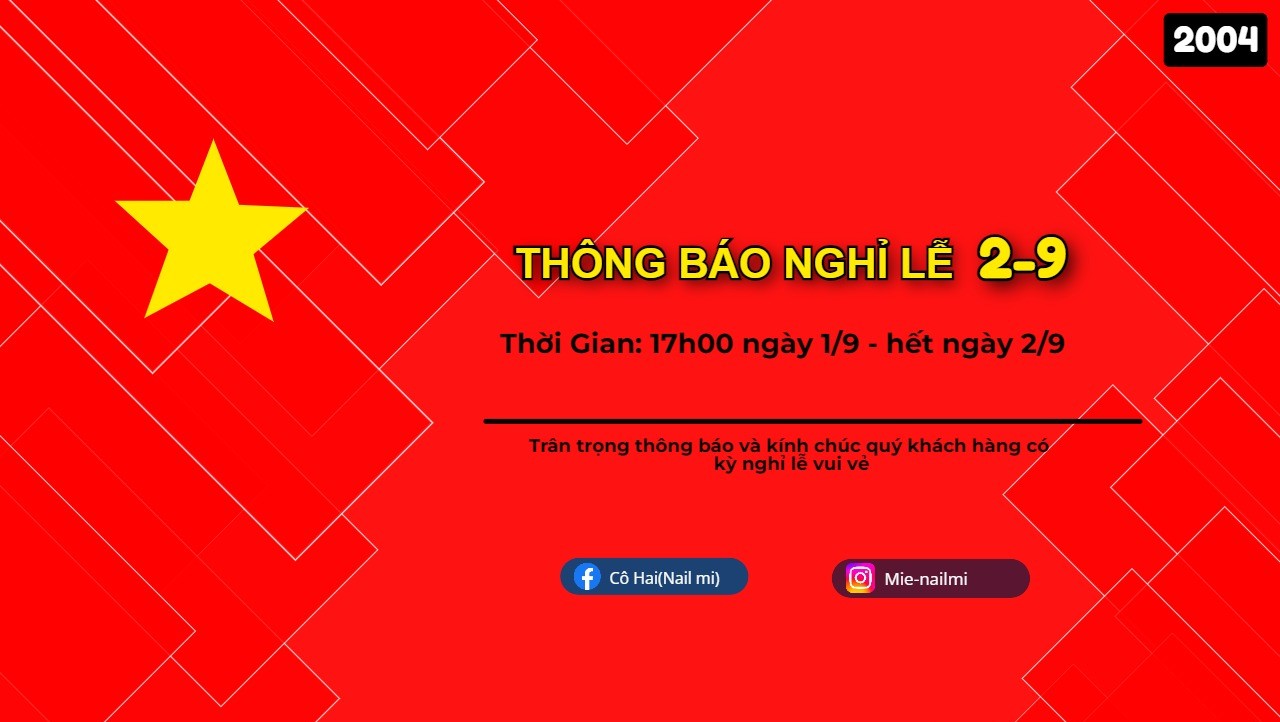 2004
THÔNG BÁO NGHỈ LỄ 2-9
Thời Gian: 17h00 ngày 1/9 - hết ngày 2/9
Trân trọng thông báo và kính chúc quý khách hàng có
kỳ nghỉ lễ vui vẻ
Cô Hai(Nail mi)
Mie-nailmi